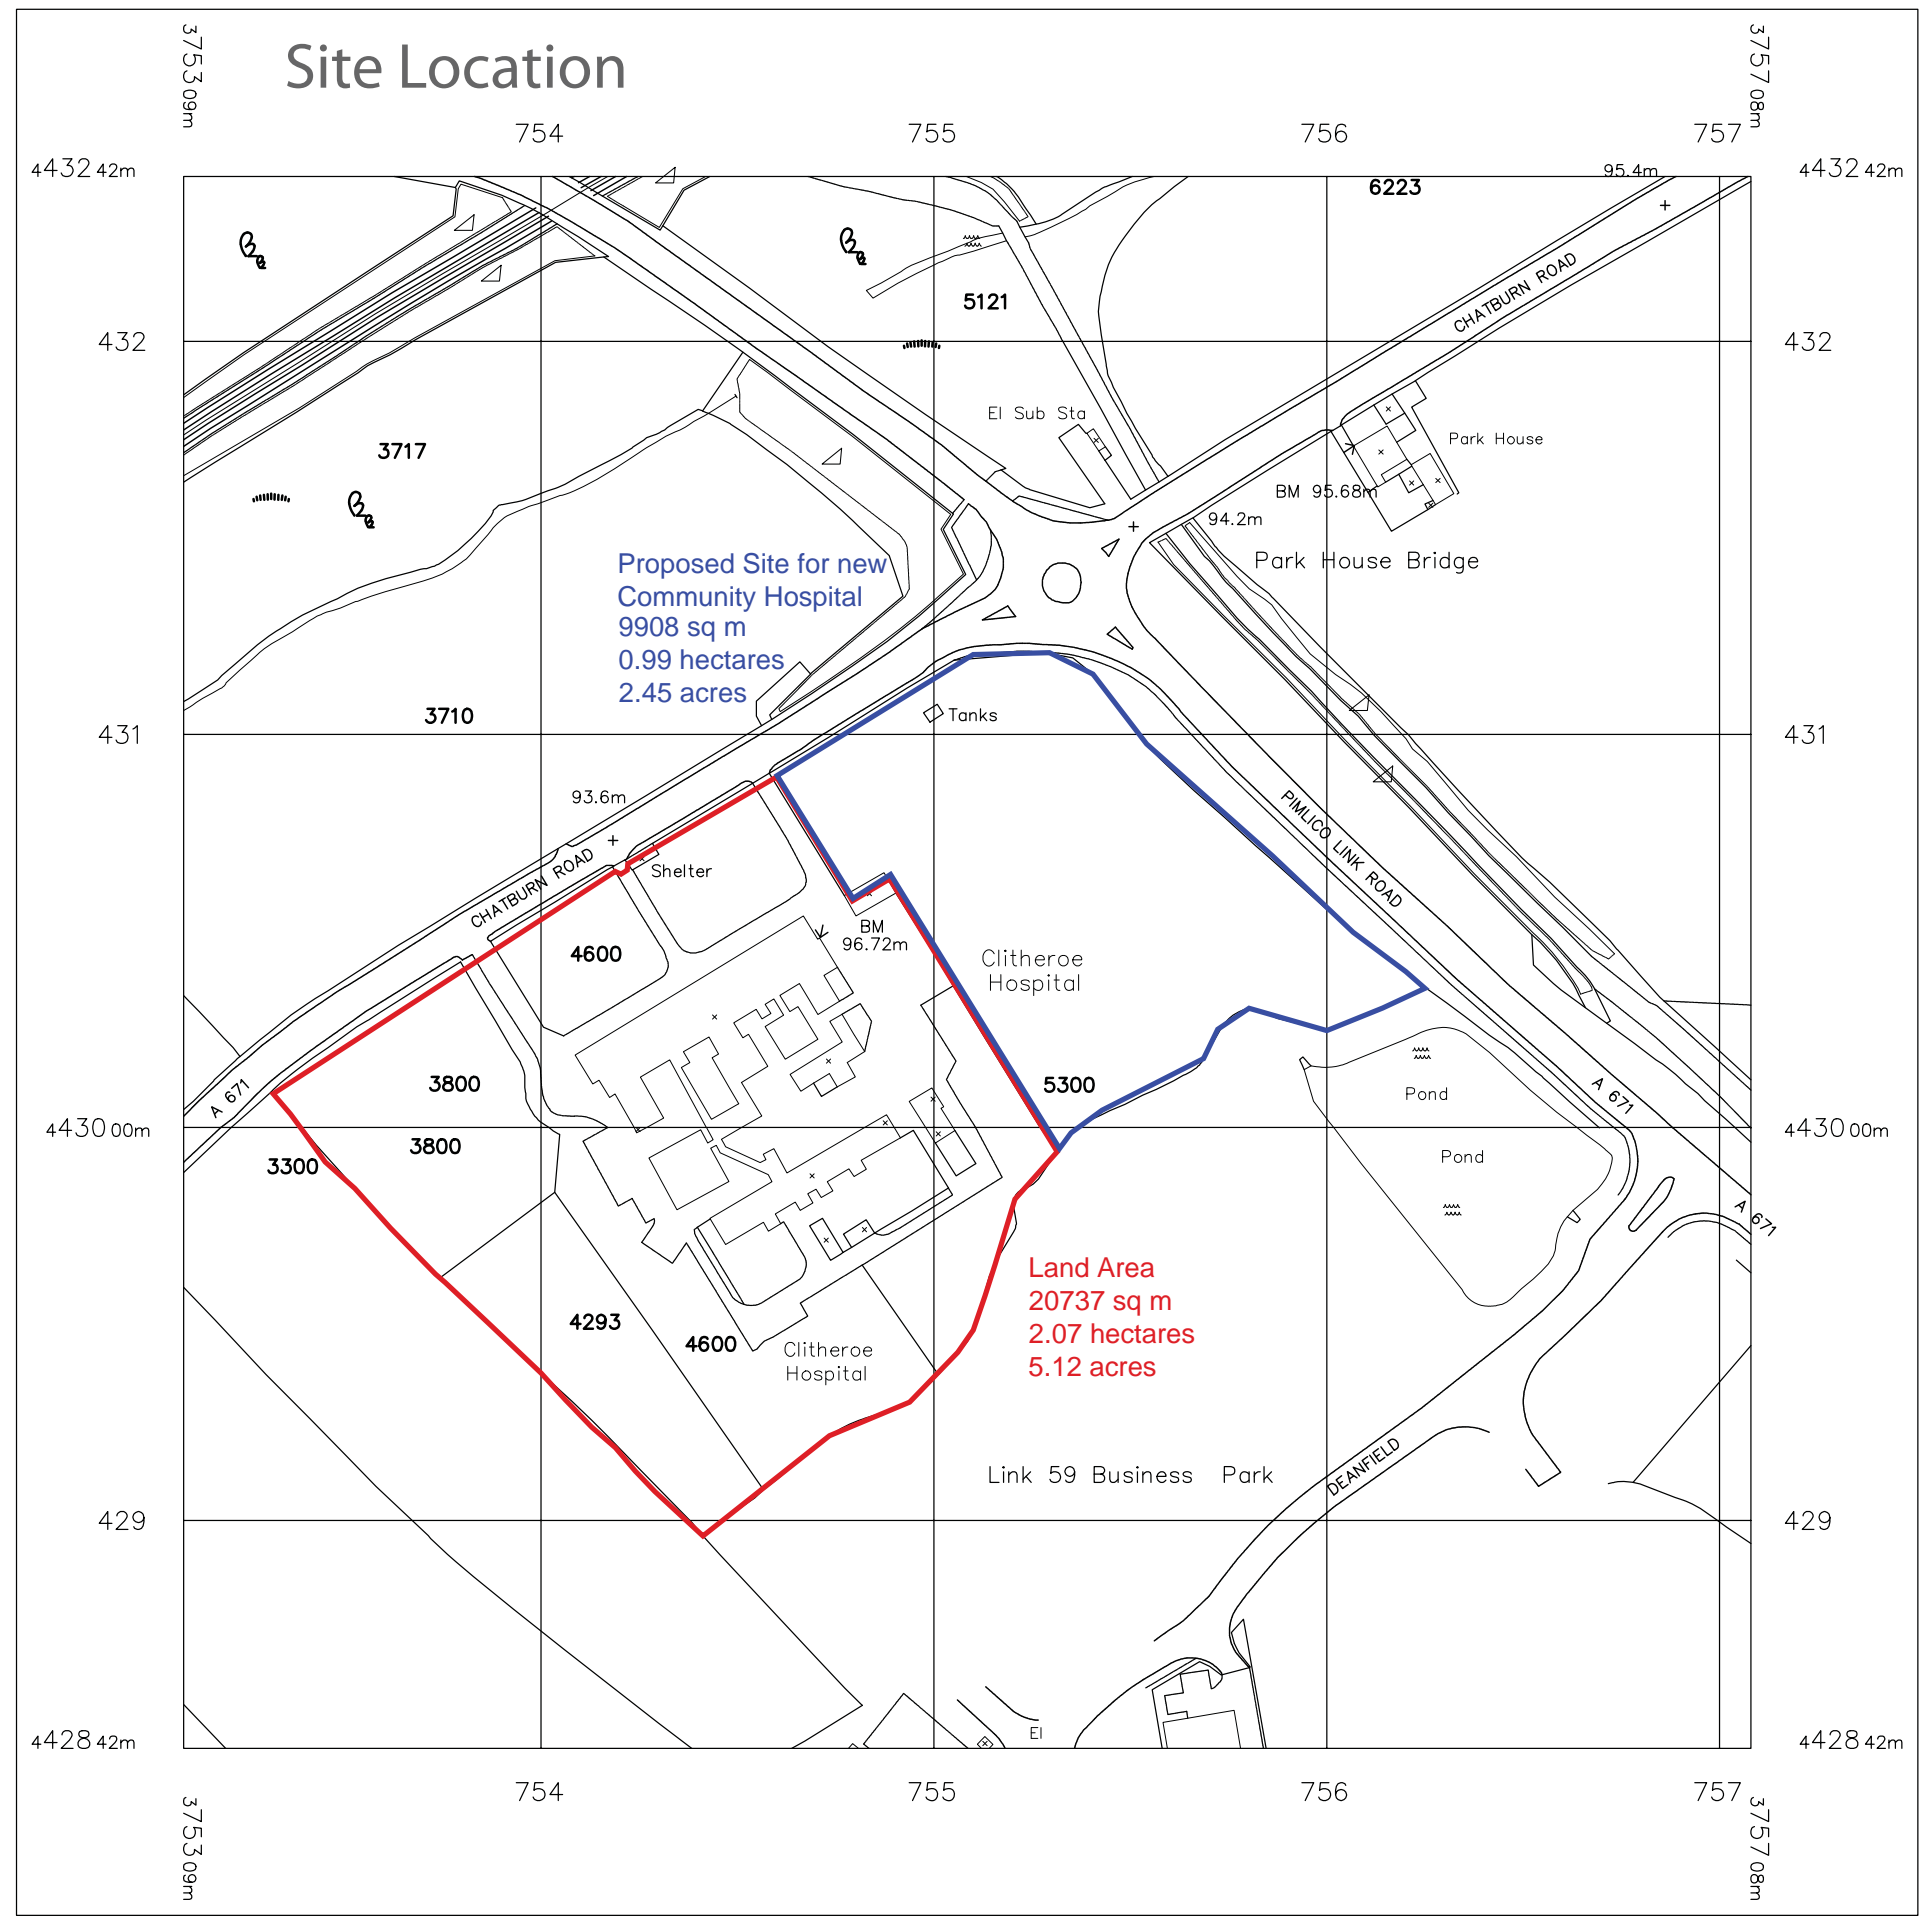 Site Location
375309m
375708m
754
755
756
757
443242m
443242m
95.4m
6223
CHATBURN ROAD
5121
432
432
El Sub Sta
Park House
3717
BM 95.68m
94.2m
Park House Bridge
Proposed Site for new
Community Hospital
9908 sq m
0.99 hectares
2.45 acres
3710
Tanks
431
431
93.6m
PIMLICO LINK ROAD
Shelter
CHATBURN ROAD
BM
96.72m
4600
Clitheroe
Hospital
3800
5300
Pond
A 671
A 671
443000m
443000m
3800
3300
Pond
A 671
Land Area
20737 sq m
2.07 hectares
5.12 acres
4293
4600
Clitheroe
Hospital
Link 59 Business Park
DEANFIELD
429
429
El
442842m
442842m
754
755
756
757
375309m
375708m